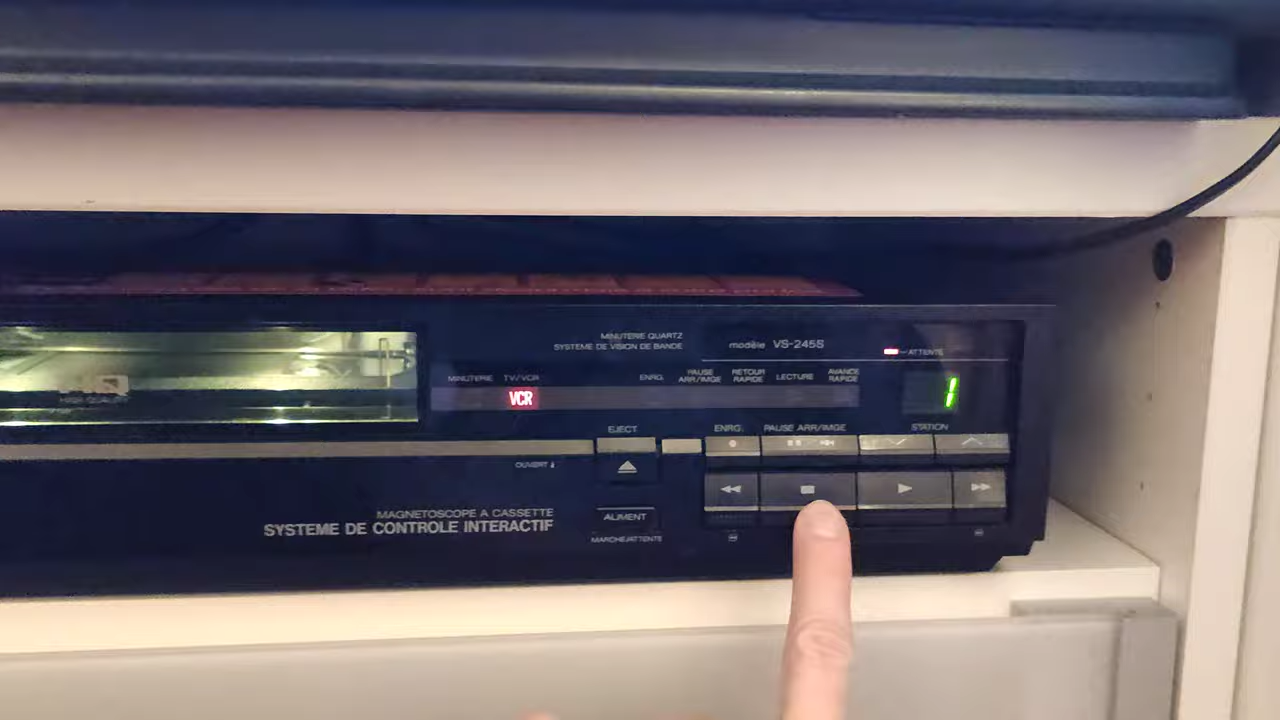 MINUTERIE QUARTZ
SYSTEME DE VISION DE BANDE
modèle VS-245S
ATTENTE
MINUTERIE TV/VCR
ENRG. PAUSE ARR/IMGE RETOUR RAPIDE LECTURE AVANCE RAPIDE
VCR
1
EJECT
ENRG. PAUSE ARR/IMGE STATION
OUVERT
MAGNETOSCOPE A CASSETTE
SYSTEME DE CONTROLE INTERACTIF
ALIMENT
MARCHE/ATTENTE